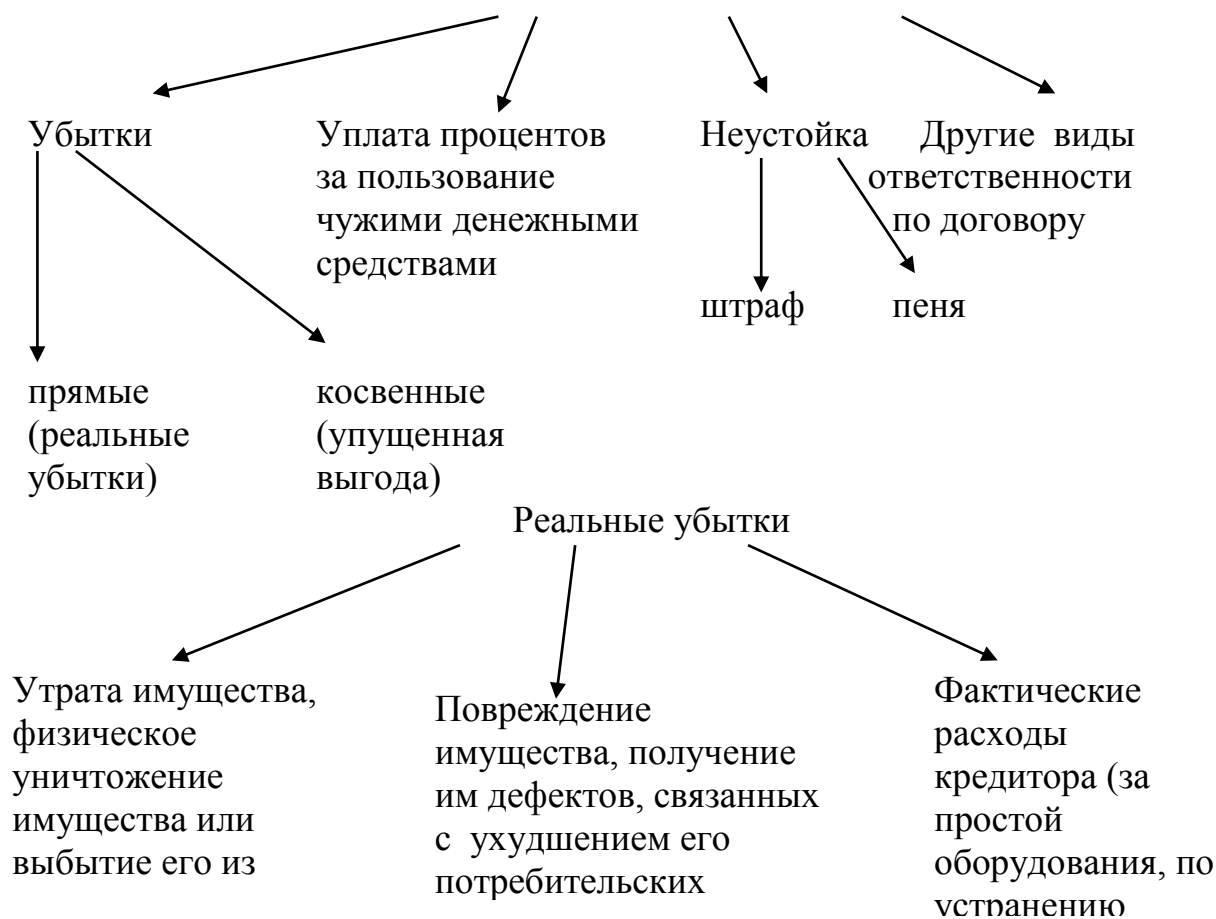 Убытки
Уплата процентов
за пользование
чужими денежными
средствами
Неустойка
Другие виды
ответственности
по договору
штраф
пеня
прямые
(реальные
убытки)
косвенные
(упущенная
выгода)
Реальные убытки
Утрата имущества,
физическое
уничтожение
имущества или
выбытие его из
Повреждение
имущества, получение
им дефектов, связанных
с ухудшением его
потребительских
Фактические
расходы
кредитора (за
простой
оборудования, по
устранению